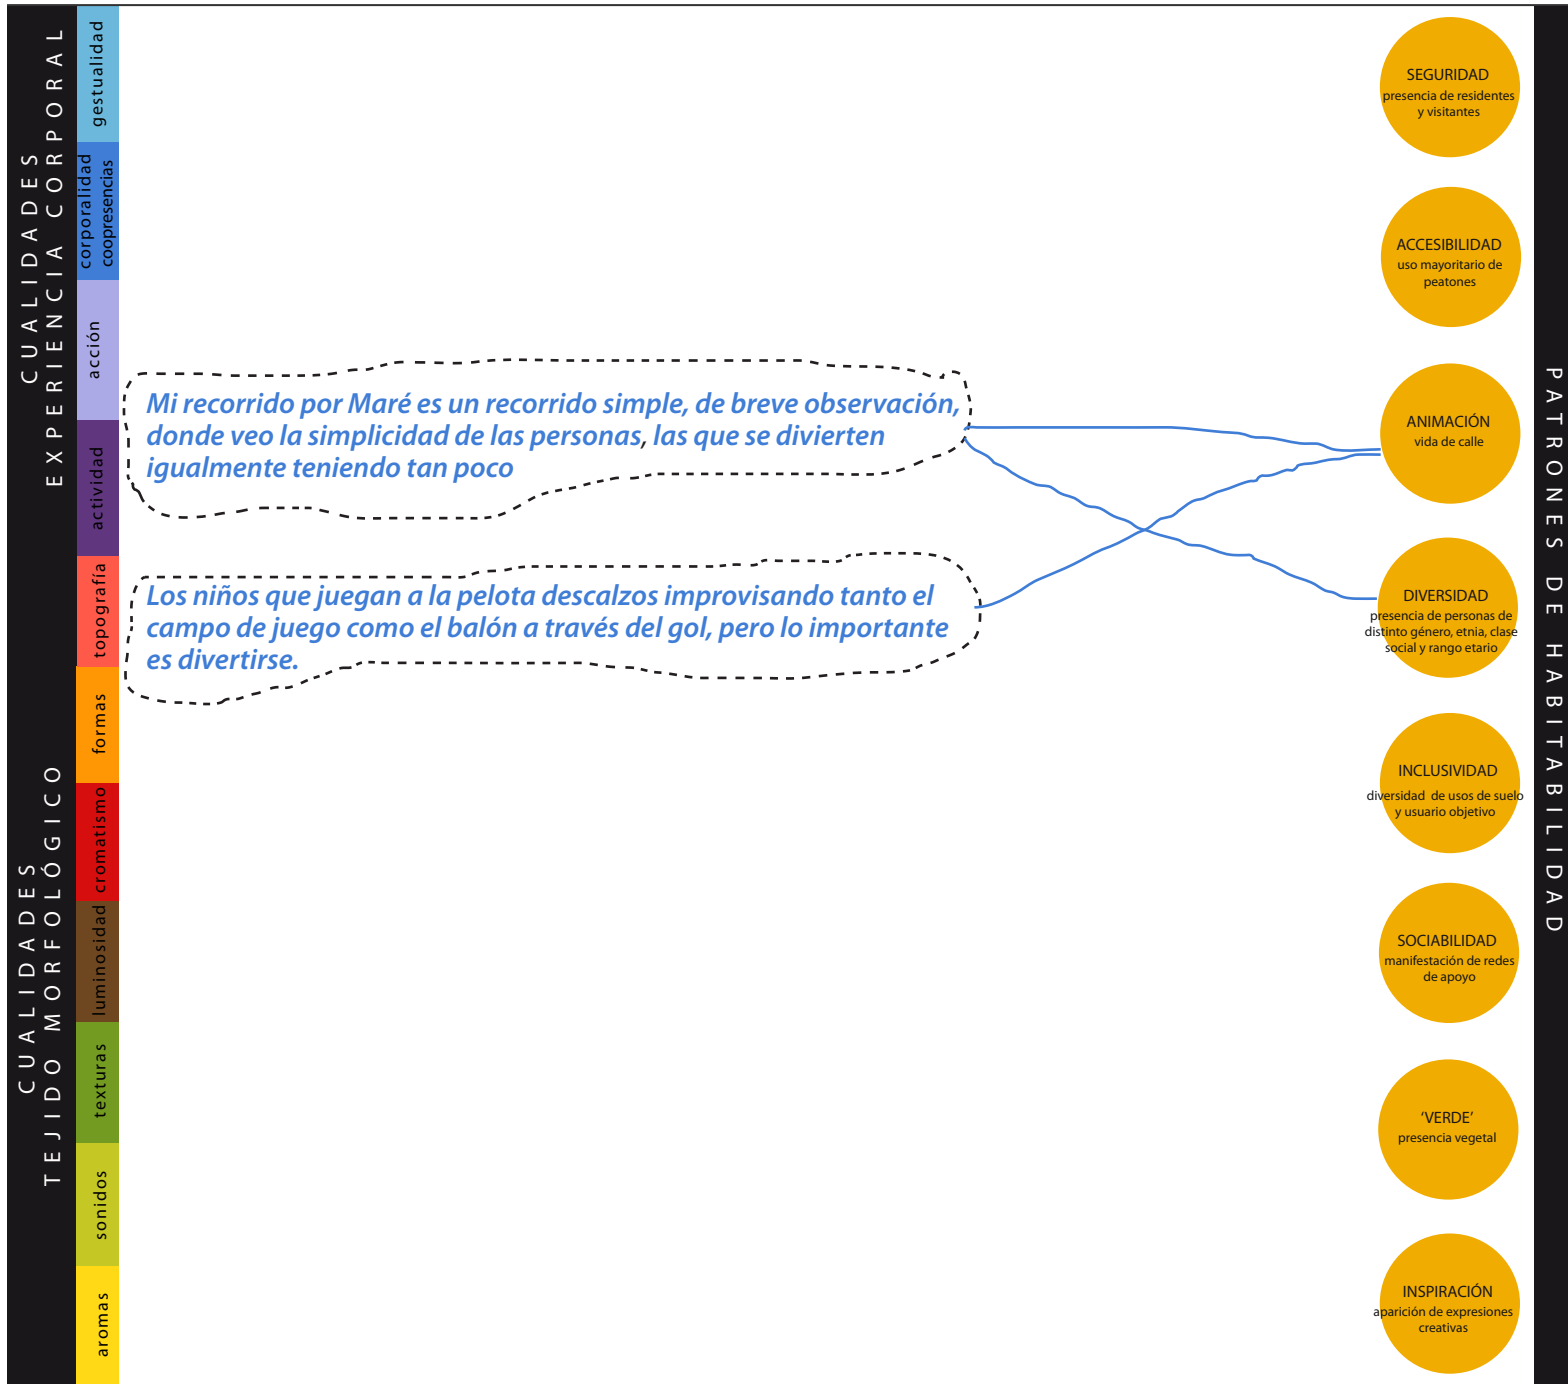 CUALIDADES
EXPERIENCIA CORPORAL
gestualidad
corporalidad
coopresencias
acción
actividad
CUALIDADES
TEJIDO MORFOLÓGICO
topografía
formas
cromatismo
luminosidad
texturas
sonidos
aromas
Mi recorrido por Maré es un recorrido simple, de breve observación,
donde veo la simplicidad de las personas, las que se divierten
igualmente teniendo tan poco
Los niños que juegan a la pelota descalzos improvisando tanto el
campo de juego como el balón a través del gol, pero lo importante
es divertirse.
SEGURIDAD
presencia de residentes
y visitantes
ACCESIBILIDAD
uso mayoritario de
peatones
ANIMACIÓN
vida de calle
DIVERSIDAD
presencia de personas de
distinto género, etnia, clase
social y rango etario
INCLUSIVIDAD
diversidad de usos de suelo
y usuario objetivo
SOCIABILIDAD
manifestación de redes
de apoyo
‘VERDE’
presencia vegetal
INSPIRACIÓN
aparición de expresiones
creativas
PATRONES DE HABITABILIDAD